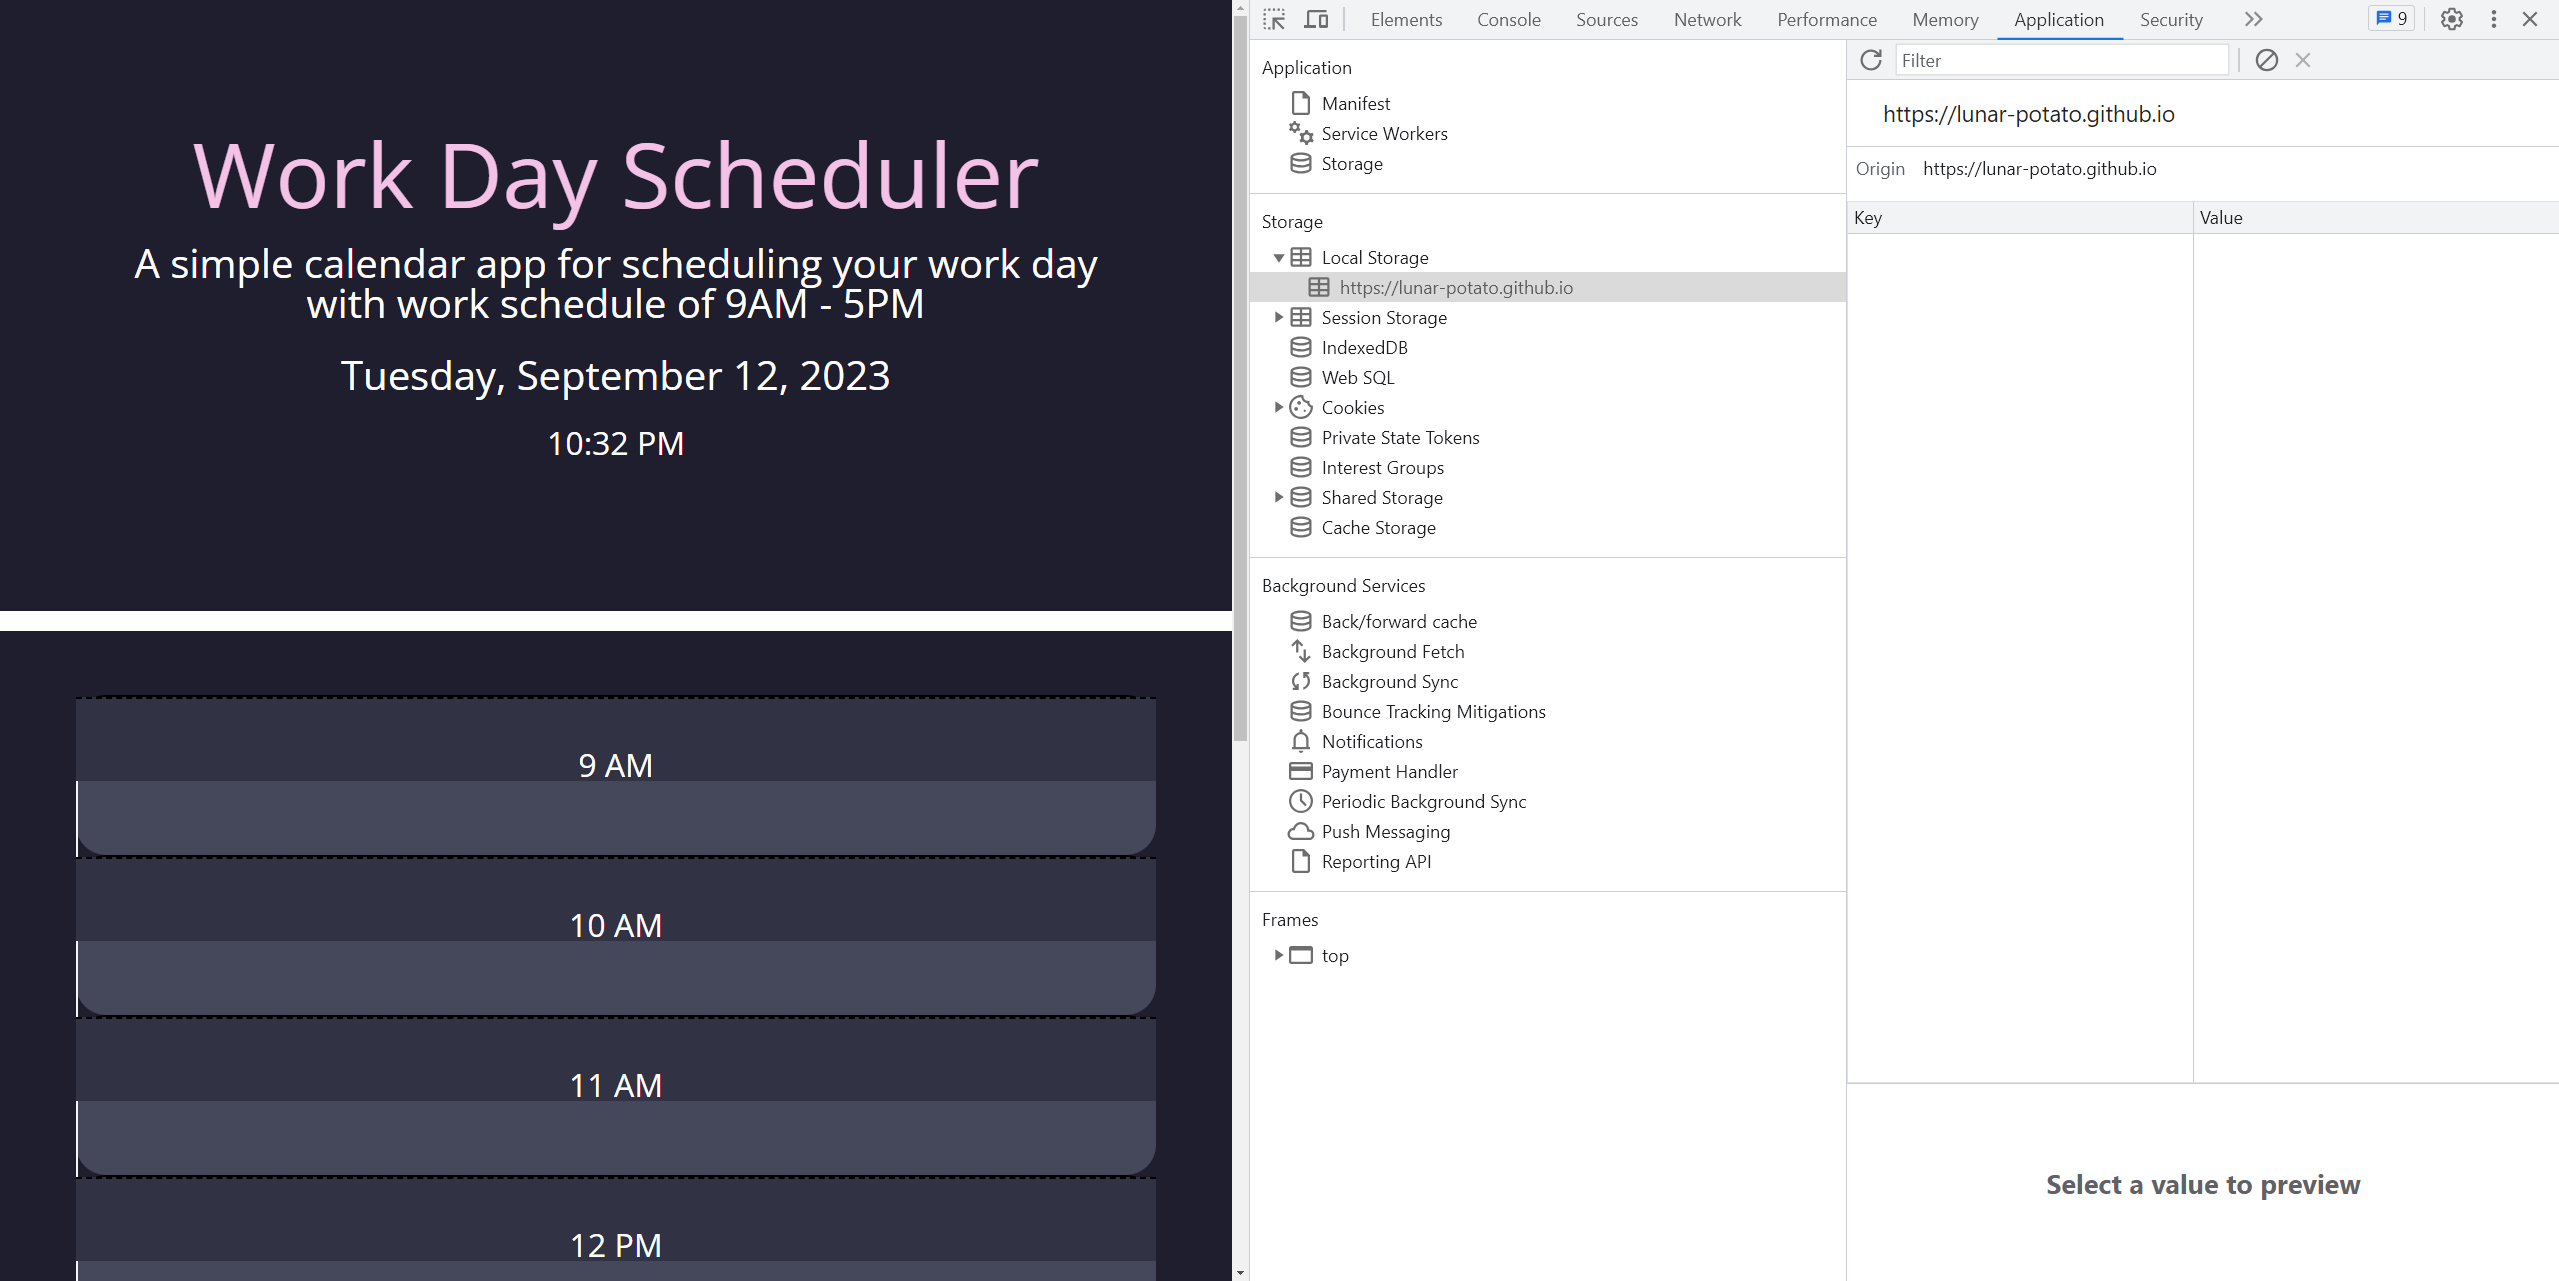 Work Day Scheduler
A simple calendar app for scheduling your work day
with work schedule of 9AM - 5PM
Tuesday, September 12, 2023
10:32 PM
9 AM
10 AM
11 AM
12 PM
Elements Console Sources Network Performance Memory Application Security 9
Application
Manifest
Service Workers
Storage
Storage
Local Storage
https://lunar-potato.github.io
Session Storage
IndexedDB
Web SQL
Cookies
Private State Tokens
Interest Groups
Shared Storage
Cache Storage
Background Services
Back/forward cache
Background Fetch
Background Sync
Bounce Tracking Mitigations
Notifications
Payment Handler
Periodic Background Sync
Push Messaging
Reporting API
Frames
top
Filter
https://lunar-potato.github.io
Origin https://lunar-potato.github.io
Key Value
Select a value to preview